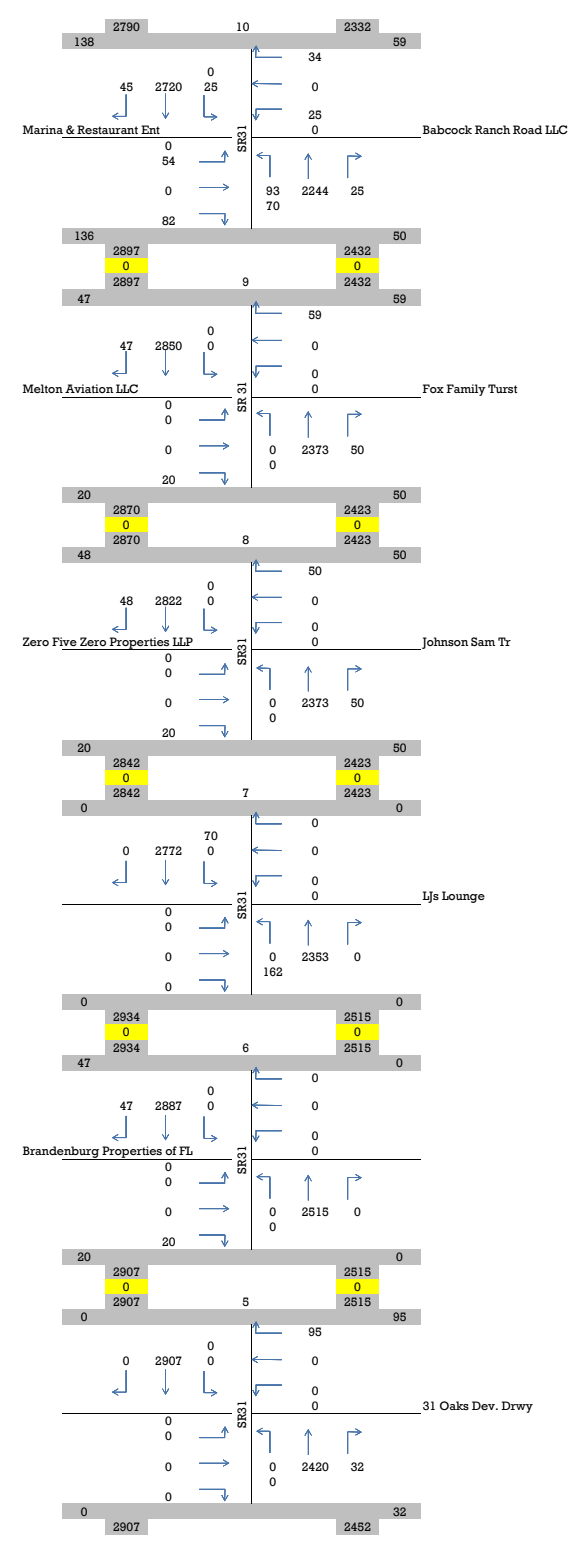 2790 10 2332
138 59
34
0
45 2720 25 0
25
Marina & Restaurant Ent 0 SR31 0 Babcock Ranch Road LLC
54
0 93 2244 25
70
82
136 50
2897 2432
0 0
2897 9 2432
47 59
59
0
47 2850 0 0
0
Melton Aviation LLC SR 31 0 Fox Family Turst
0
0
0 0 2373 50
0
20
20 50
2870 2423
0 0
2870 8 2423
48 50
50
0
48 2822 0 0
0
Zero Five Zero Properties LLP SR31 0 Johnson Sam Tr
0
0
0 0 2373 50
0
20
20 50
2842 2423
0 0
2842 7 2423
0 0
0
70
0 2772 0 0
0
SR31 0 LJs Lounge
0
0
0 0 2353 0
162
0
0 0
2934 2515
0 0
2934 6 2515
47 0
0
0
47 2887 0 0
0
Brandenburg Properties of FL SR31 0
0
0
0 0 2515 0
0
20
20 0
2907 2515
0 0
2907 5 2515
0 95
95
0
0 2907 0 0
0
SR31 0 31 Oaks Dev. Drwy
0
0
0 0 2420 32
0
0
0 32
2907 2452